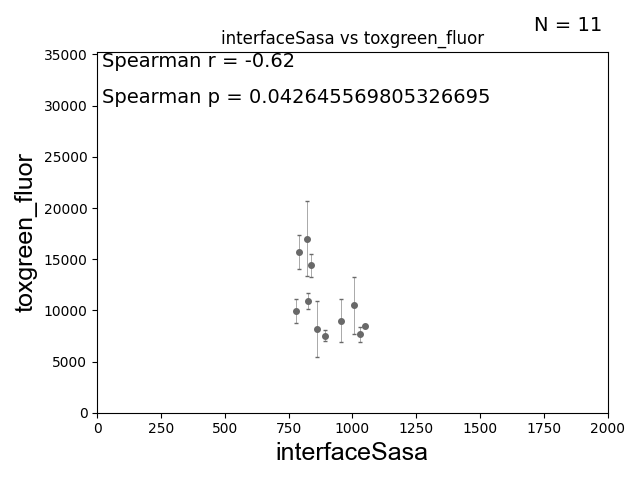 N = 11
interfaceSasa vs toxgreen_fluor
Spearman r = -0.62
Spearman p = 0.042645569805326695
toxgreen_fluor
35000
30000
25000
20000
15000
10000
5000
0
0 250 500 750 1000 1250 1500 1750 2000
interfaceSasa